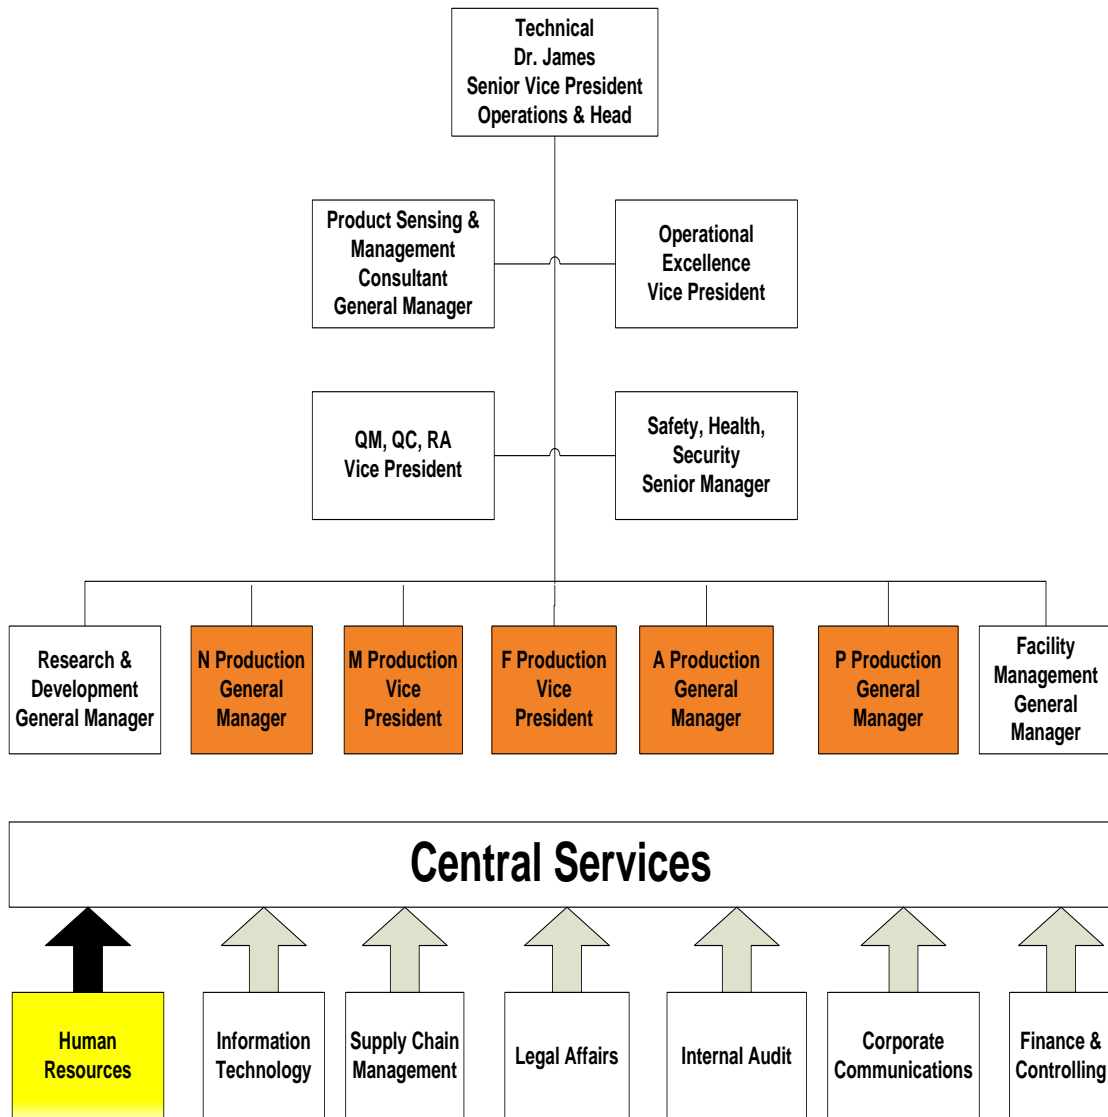 Technical
Dr. James
Senior Vice President
Operations & Head
Product Sensing &
Management
Consultant
General Manager
Operational
Excellence
Vice President
QM, QC, RA
Vice President
Safety, Health,
Security
Senior Manager
Research &
Development
General Manager
N Production
General
Manager
M Production
Vice
President
F Production
Vice
President
A Production
General
Manager
P Production
General
Manager
Facility
Management
General
Manager
Central Services
Human
Resources
Information
Technology
Supply Chain
Management
Legal Affairs
Internal Audit
Corporate
Communications
Finance &
Controlling